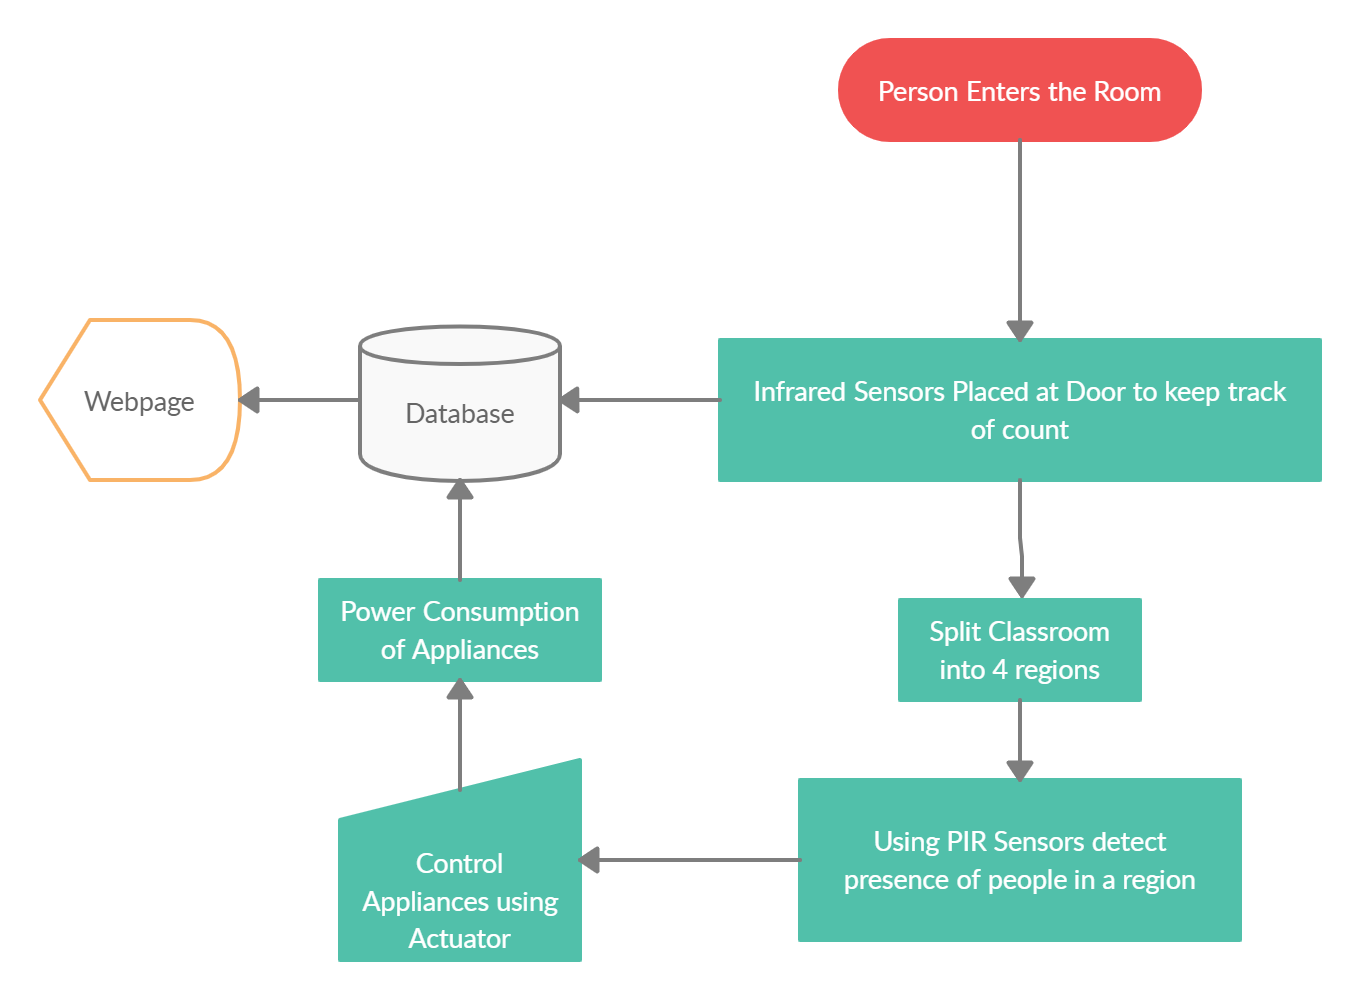 Person Enters the Room
Infrared Sensors Placed at Door to keep track
of count
Webpage
Database
Power Consumption
of Appliances
Split Classroom
into 4 regions
Using PIR Sensors detect
presence of people in a region
Control
Appliances using
Actuator